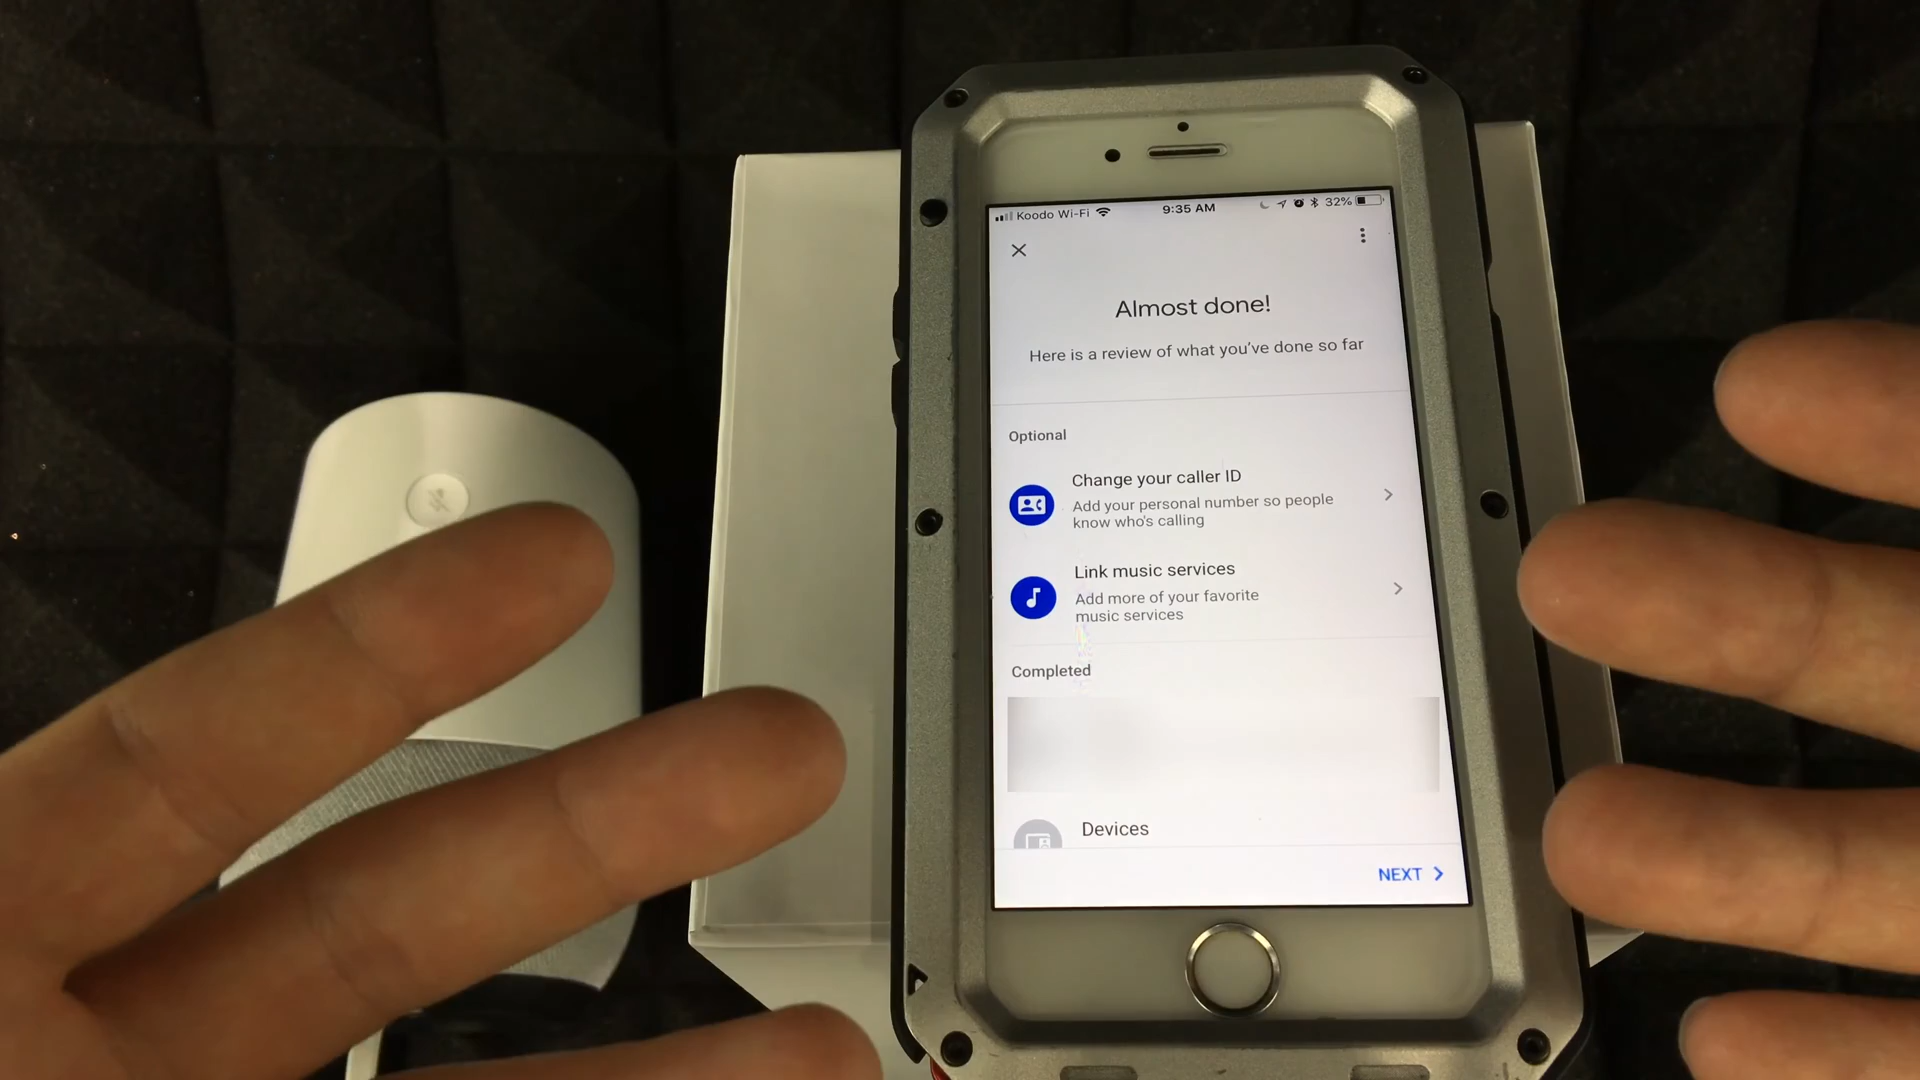 Koodo Wi-Fi 9:35 AM 32%
Almost done!
Here is a review of what you've done so far
Optional
Change your caller ID
Add your personal number so people
know who's calling
Link music services
Add more of your favorite
music services
Completed
Devices
NEXT